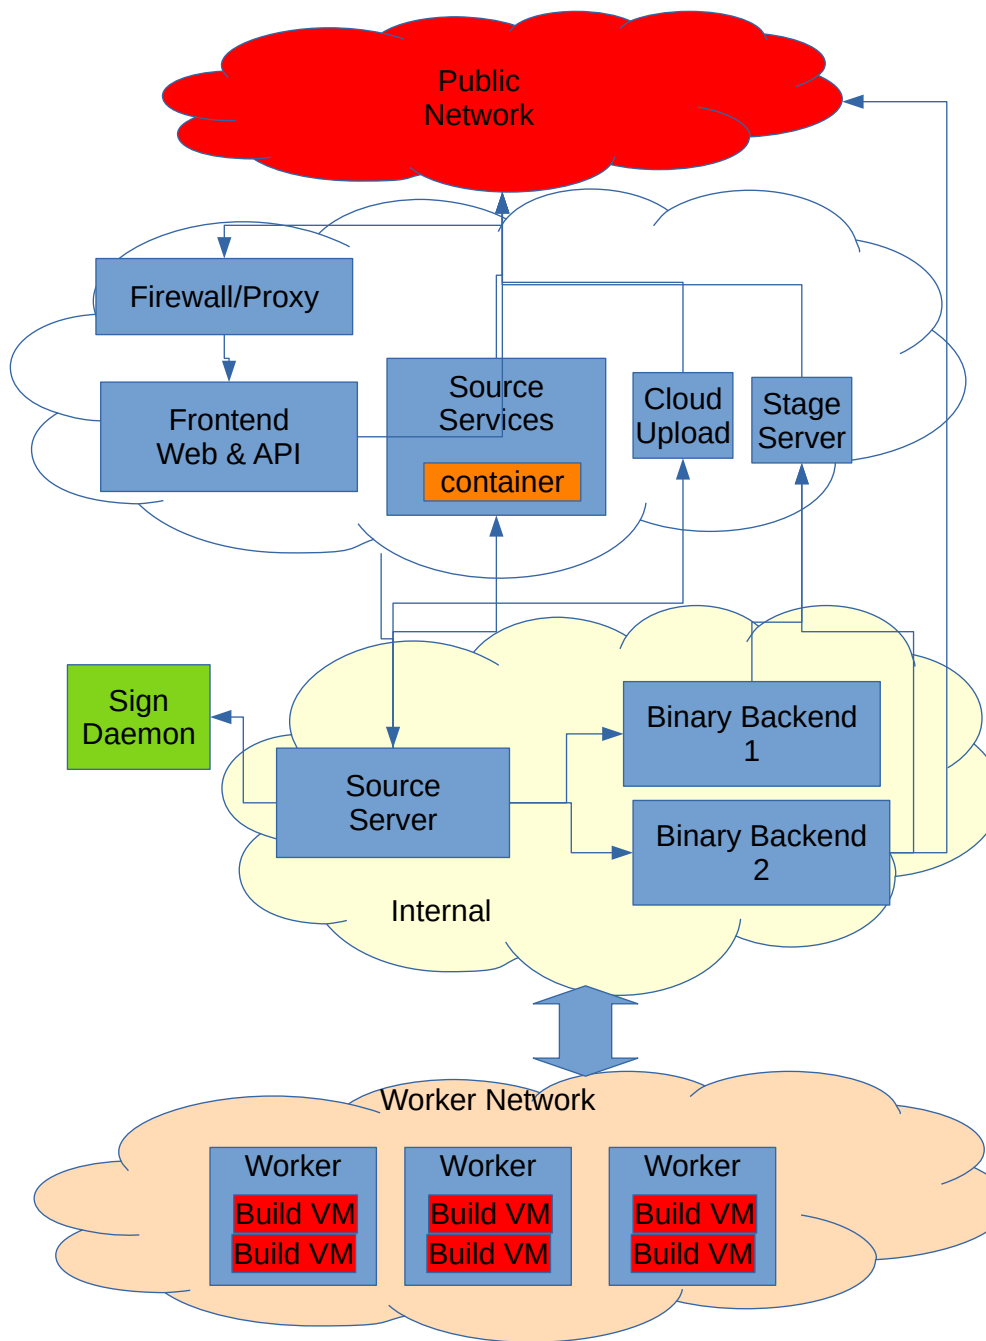 Public
Network
Firewall/Proxy
Frontend
Web & API
Source
Services
container
Cloud
Upload
Stage
Server
Sign
Daemon
Source
Server
Binary Backend
1
Binary Backend
2
Internal
Worker Network
Worker
Build VM
Build VM
Worker
Build VM
Build VM
Worker
Build VM
Build VM